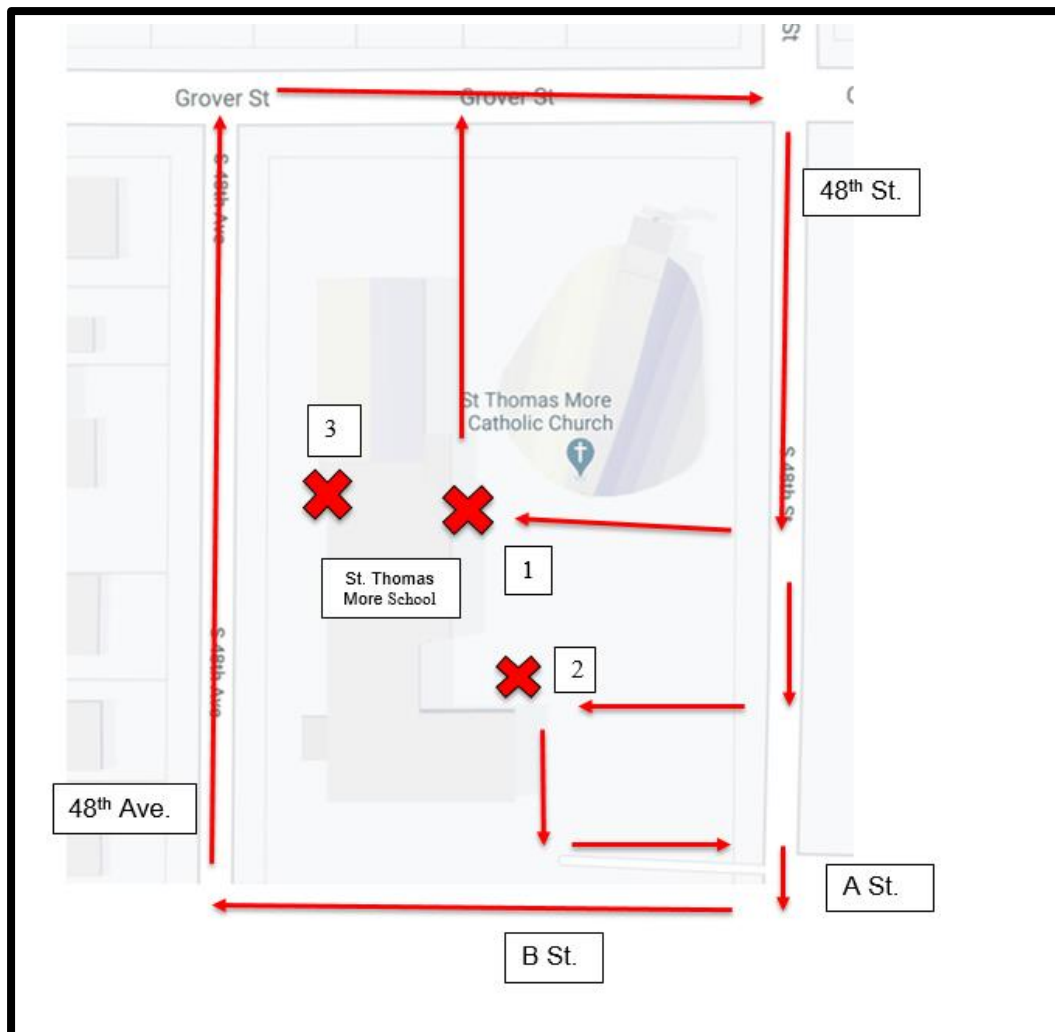 St
Grover St
Grover St
S 48th Ave
48th St.
St Thomas More
Catholic Church
3
S 48th St
1
St. Thomas
More School
2
S 48th Ave
48th Ave.
A St.
B St.